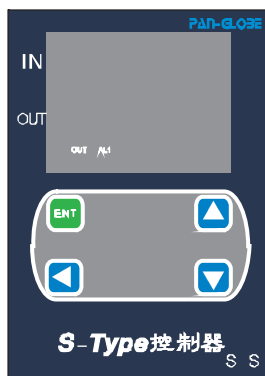 PAN-GLOBE
IN
OUT
OUT AL1
ENT
S-Type控制器
S S